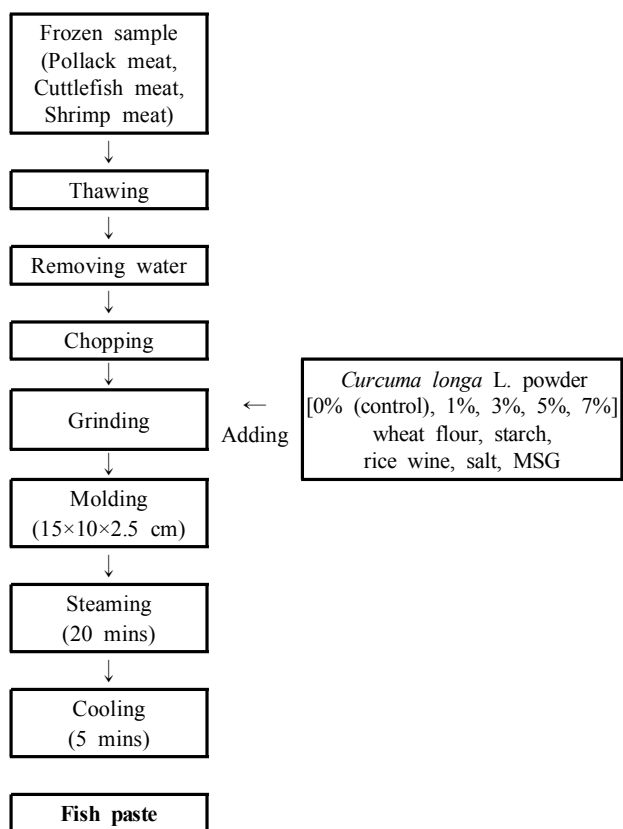 Frozen sample
(Pollack meat,
Cuttlefish meat,
Shrimp meat)
↓
Thawing
↓
Removing water
↓
Chopping
↓
Grinding
←
Adding
Curcuma longa L. powder
[0% (control), 1%, 3%, 5%, 7%]
wheat flour, starch,
rice wine, salt, MSG
↓
Molding
(15×10×2.5 cm)
↓
Steaming
(20 mins)
↓
Cooling
(5 mins)
Fish paste